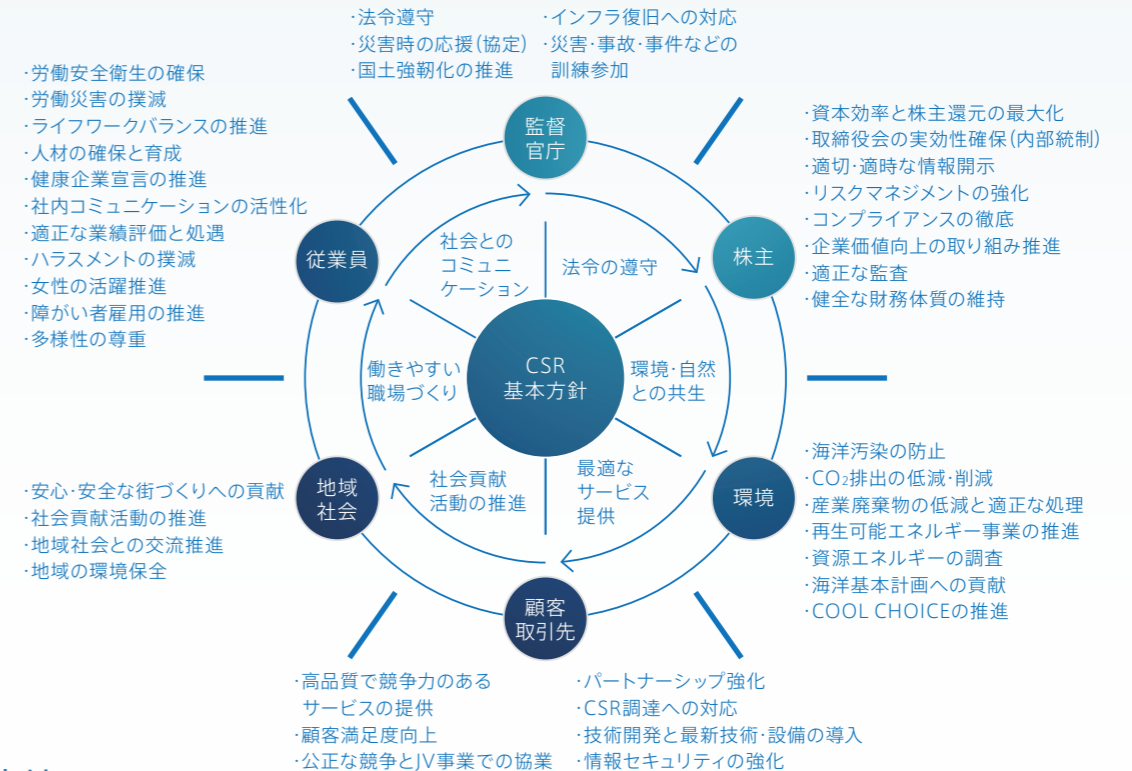 ·法令遵守
·災害時の応援(協定)
·国土強靭化の推進
·インフラ復旧への対応
·災害·事故·事件などの
訓練参加
·労働安全衛生の確保
·労働災害の撲滅
·ライフワークバランスの推進
·人材の確保と育成
·健康企業宣言の推進
·社内コミュニケーションの活性化
·適正な業績評価と処遇
·ハラスメントの撲滅
·女性の活躍推進
·障がい者雇用の推進
·多様性の尊重
·資本効率と株主還元の最大化
·取締役会の実効性確保(内部統制)
·適切·適時な情報開示
·リスクマネジメントの強化
·コンプライアンスの徹底
·企業価値向上の取り組み推進
·適正な監査
·健全な財務体質の維持
監督
官庁
従業員
株主
社会との
コミュニ
ケーション
法令の遵守
働きやすい
職場づくり
CSR
基本方針
環境·自然
との共生
社会貢献
活動の推進
最適な
サービス
提供
地域
社会
環境
顧客
取引先
·安心·安全な街づくりへの貢献
·社会貢献活動の推進
·地域社会との交流推進
·地域の環境保全
·海洋汚染の防止
·CO₂排出の低減·削減
·産業廃棄物の低減と適正な処理
·再生可能エネルギー事業の推進
·資源エネルギーの調査
·海洋基本計画への貢献
·COOL CHOICEの推進
·高品質で競争力のある
サービスの提供
·顧客満足度向上
·公正な競争とJV事業での協業
·パートナーシップ強化
·CSR調達への対応
·技術開発と最新技術·設備の導入
·情報セキュリティの強化